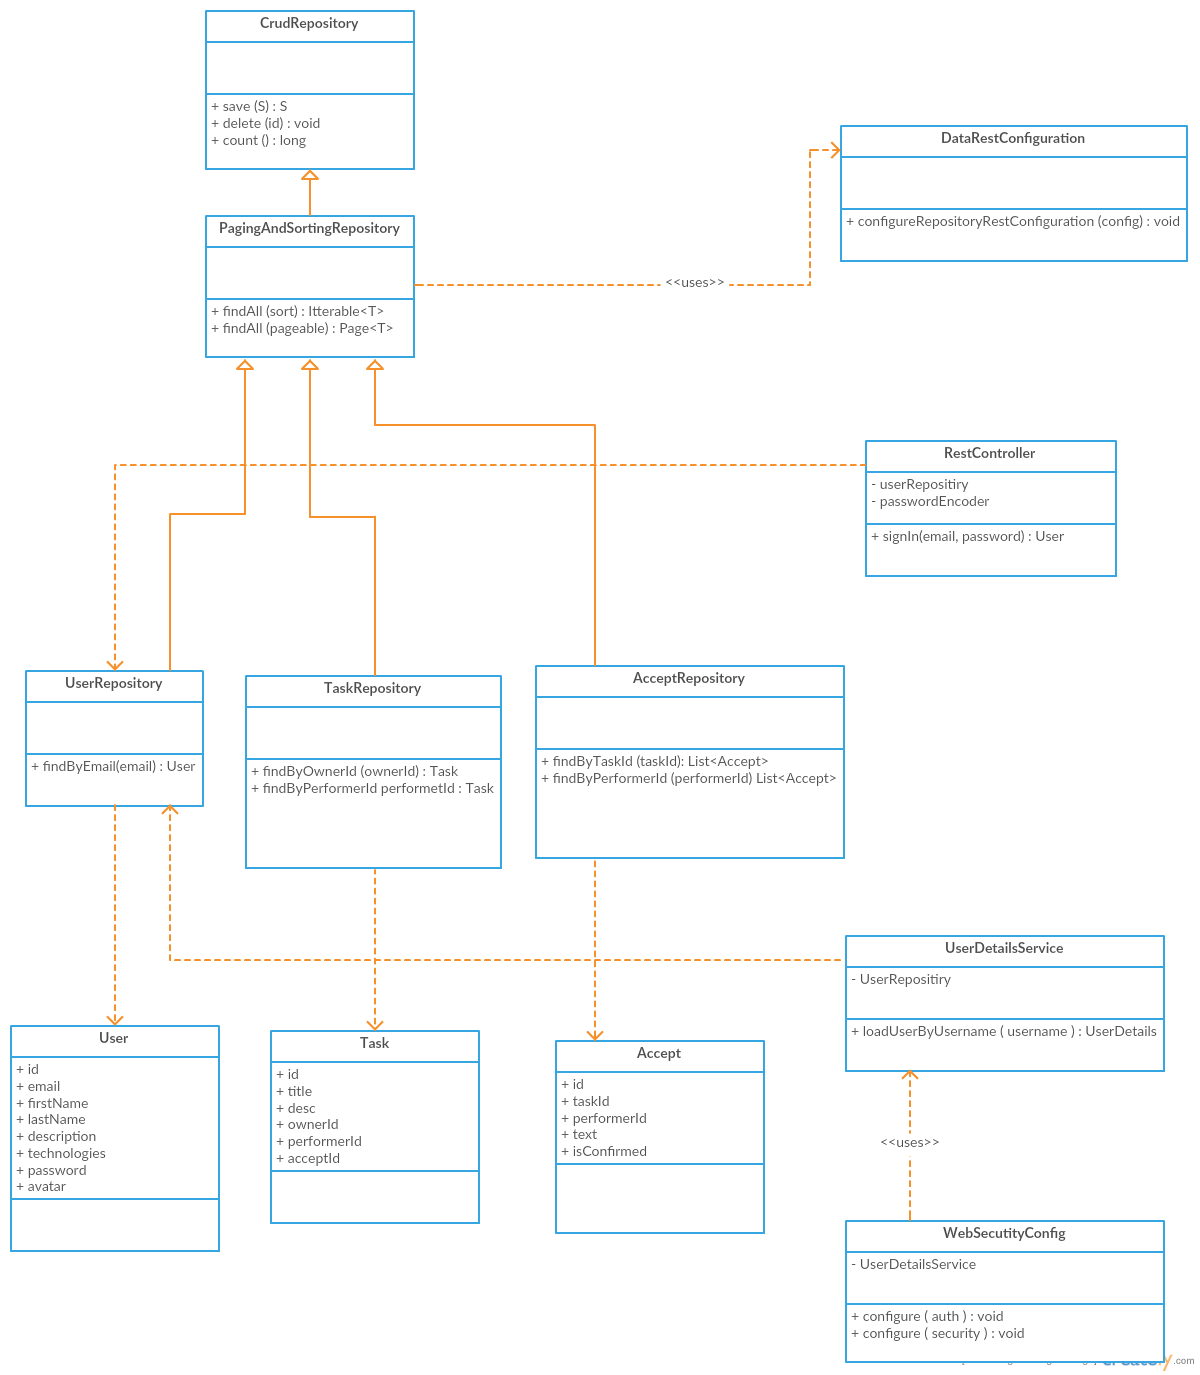 CrudRepository
+ save (S) : S
+ delete (id) : void
+ count () : long
DataRestConfiguration
+ configureRepositoryRestConfiguration (config) : void
PagingAndSortingRepository
+ findAll (sort) : Itterable<T>
+ findAll (pageable) : Page<T>
<<uses>>
RestController
- userRepositiry
- passwordEncoder
+ signIn(email, password) : User
UserRepository
+ findByEmail(email) : User
TaskRepository
+ findByOwnerId (ownerId) : Task
+ findByPerformerId performetId : Task
AcceptRepository
+ findByTaskId (taskId): List<Accept>
+ findByPerformerId (performerId) List<Accept>
UserDetailsService
- UserRepositiry
+ loadUserByUsername ( username ) : UserDetails
User
+ id
+ email
+ firstName
+ lastName
+ description
+ technologies
+ password
+ avatar
Task
+ id
+ title
+ desc
+ ownerId
+ performerId
+ acceptId
Accept
+ id
+ taskId
+ performerId
+ text
+ isConfirmed
<<uses>>
WebSecutityConfig
- UserDetailsService
+ configure ( auth ) : void
+ configure ( security ) : void
.com